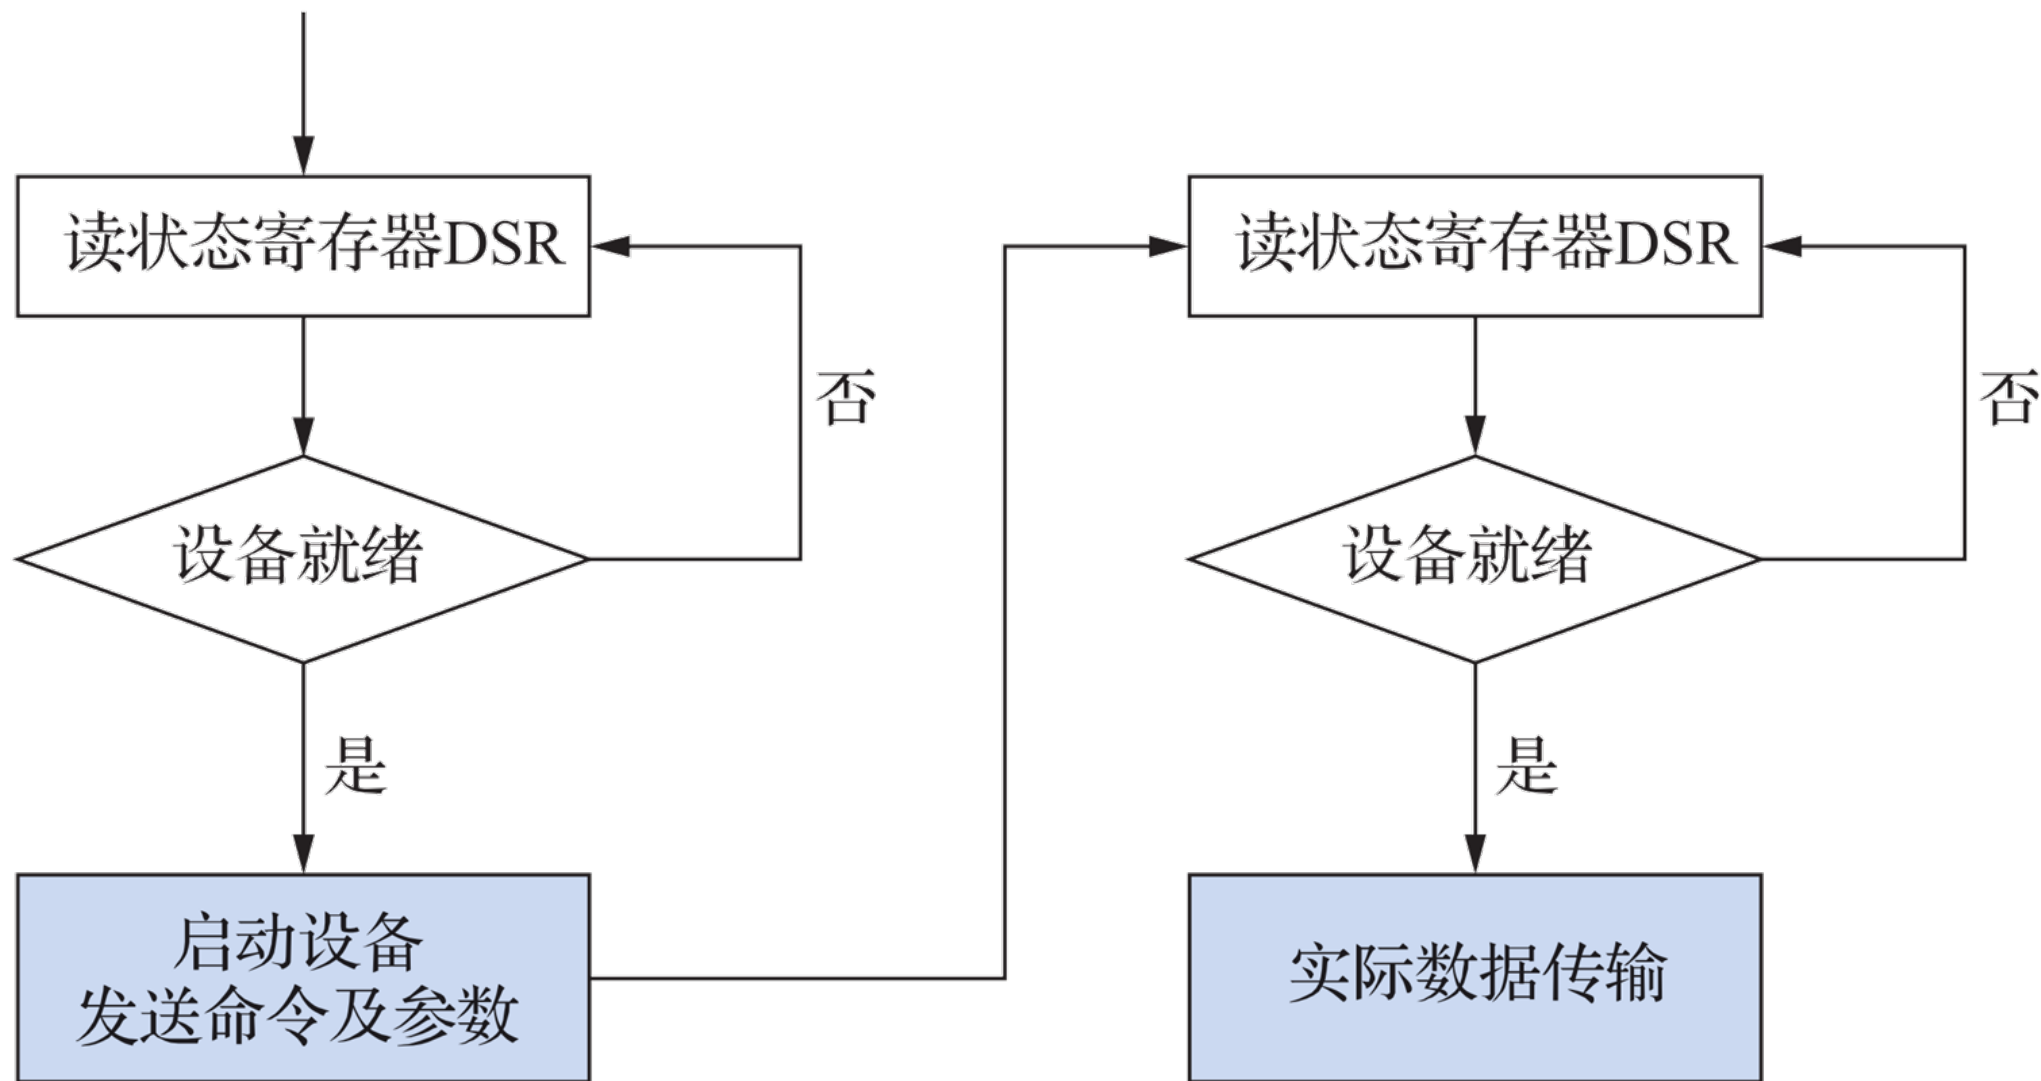 读状态寄存器DSR
否
设备就绪
是
启动设备
发送命令及参数
读状态寄存器DSR
否
设备就绪
是
实际数据传输